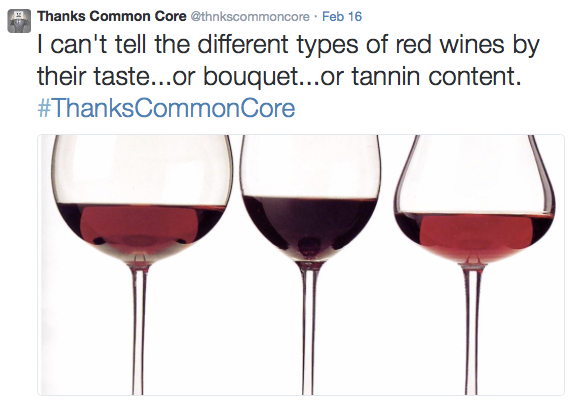 Thanks Common Core @thnkscommoncore · Feb 16
I can't tell the different types of red wines by
their taste...or bouquet...or tannin content.
#ThanksCommonCore